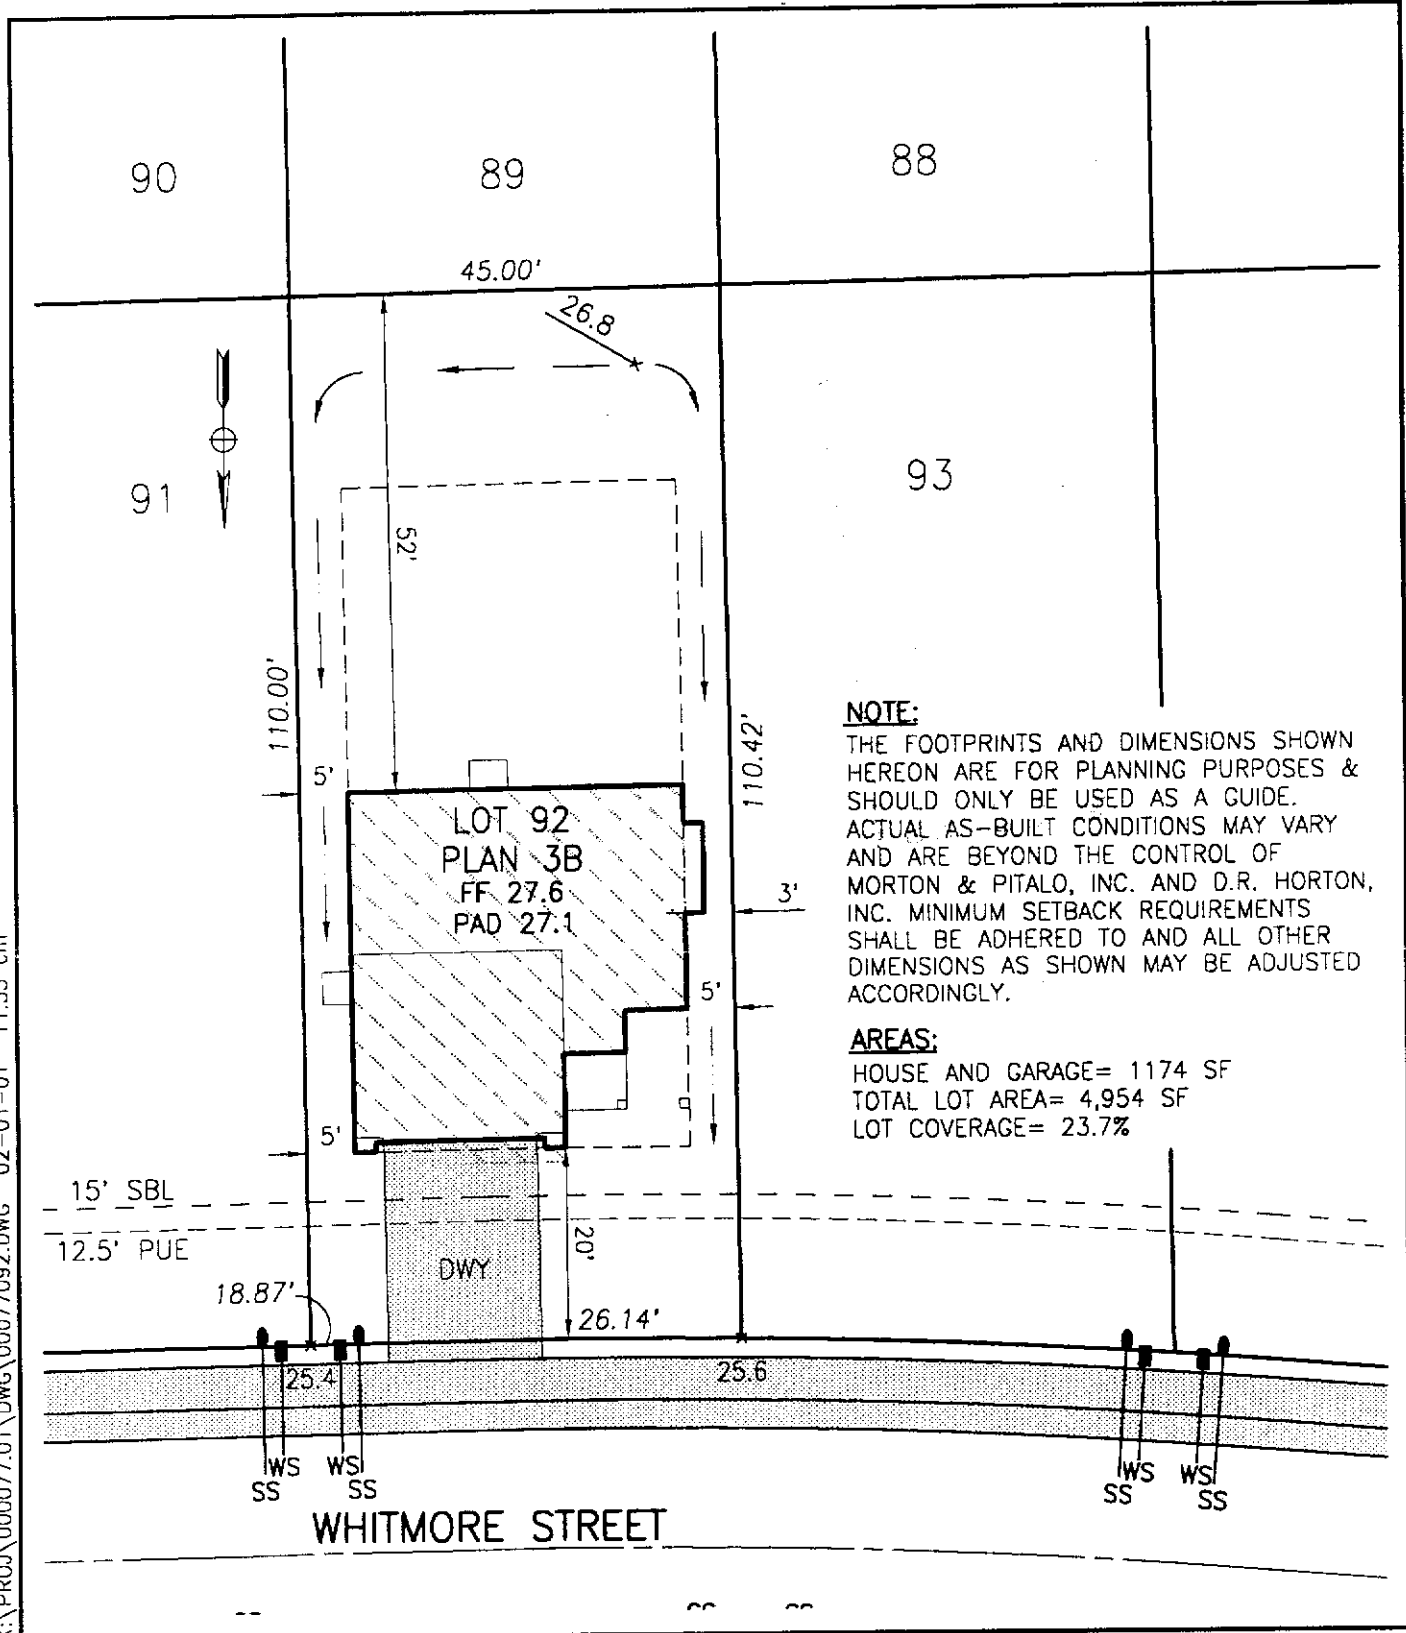 90
89
88
45.00'
26.8
91
93
52'
110.00'
110.42'
5'
LOT 92
PLAN 3B
FF 27.6
PAD 27.1
3'
5'
5'
NOTE:
THE FOOTPRINTS AND DIMENSIONS SHOWN
HEREON ARE FOR PLANNING PURPOSES &
SHOULD ONLY BE USED AS A GUIDE.
ACTUAL AS-BUILT CONDITIONS MAY VARY
AND ARE BEYOND THE CONTROL OF
MORTON & PITALO, INC. AND D.R. HORTON,
INC. MINIMUM SETBACK REQUIREMENTS
SHALL BE ADHERED TO AND ALL OTHER
DIMENSIONS AS SHOWN MAY BE ADJUSTED
ACCORDINGLY.
AREAS:
HOUSE AND GARAGE= 1174 SF
TOTAL LOT AREA= 4,954 SF
LOT COVERAGE= 23.7%
15' SBL
12.5' PUE
20'
DWY
18.87'
26.14'
25.4
25.6
SS
WS
WS
SS
SS
WS
WS
SS
WHITMORE STREET